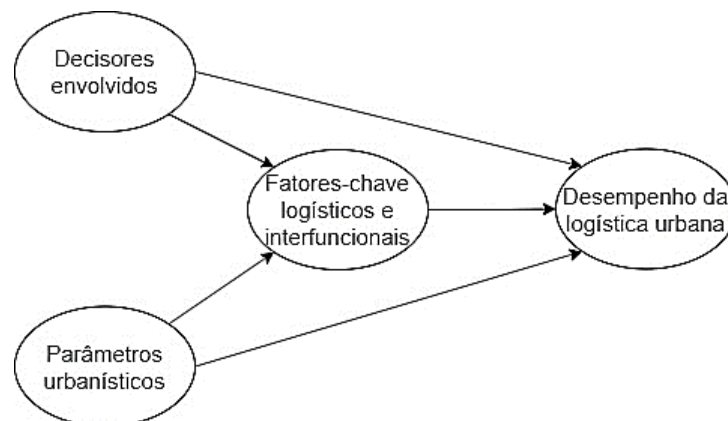 Decisores
envolvidos
Fatores-chave
logísticos e
interfuncionais
Desempenho da
logística urbana
Parâmetros
urbanísticos